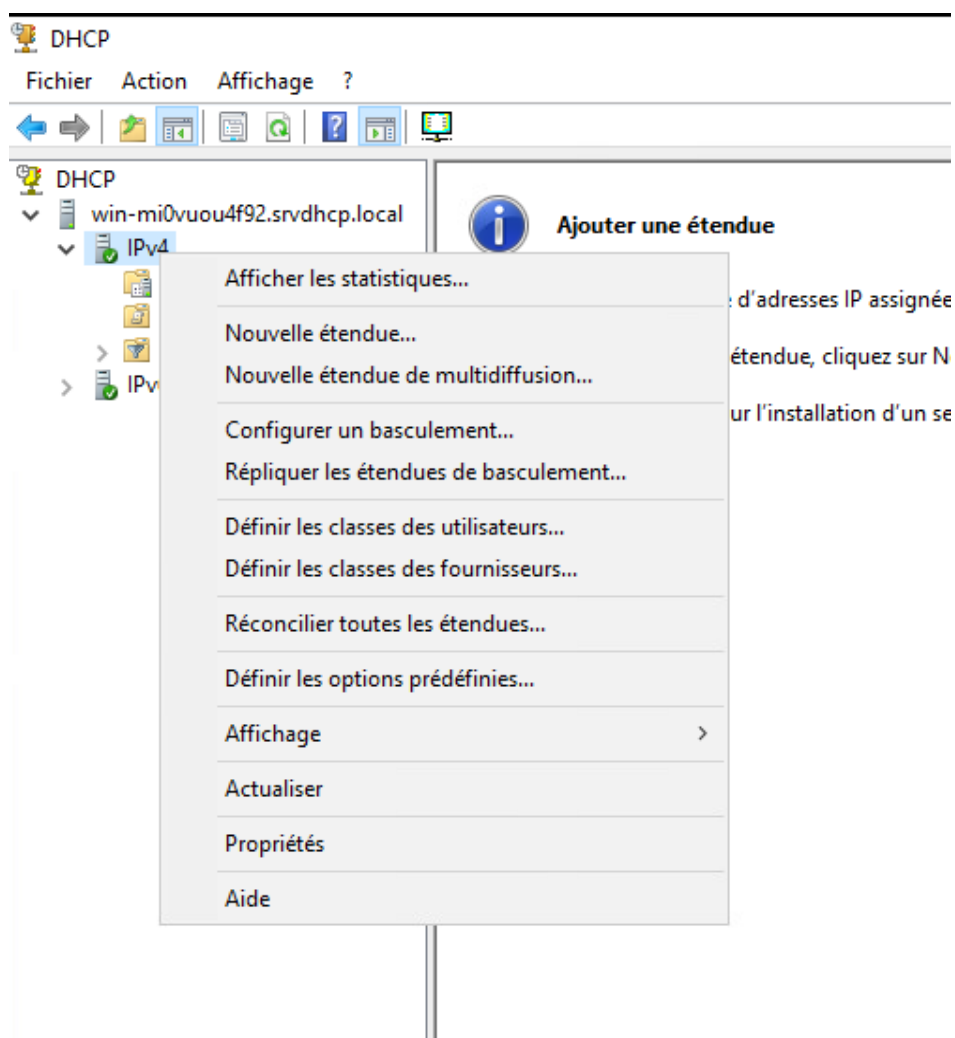 DHCP
Fichier Action Affichage ?
DHCP
win-mi0vuou4f92.srvdhcp.local
IPv4
IPv
Ajouter une étendue
d'adresses IP assignée
étendue, cliquez sur N
ur l'installation d'un se
Afficher les statistiques...
Nouvelle étendue...
Nouvelle étendue de multidiffusion...
Configurer un basculement...
Répliquer les étendues de basculement...
Définir les classes des utilisateurs...
Définir les classes des fournisseurs...
Réconcilier toutes les étendues...
Définir les options prédéfinies...
Affichage
Actualiser
Propriétés
Aide